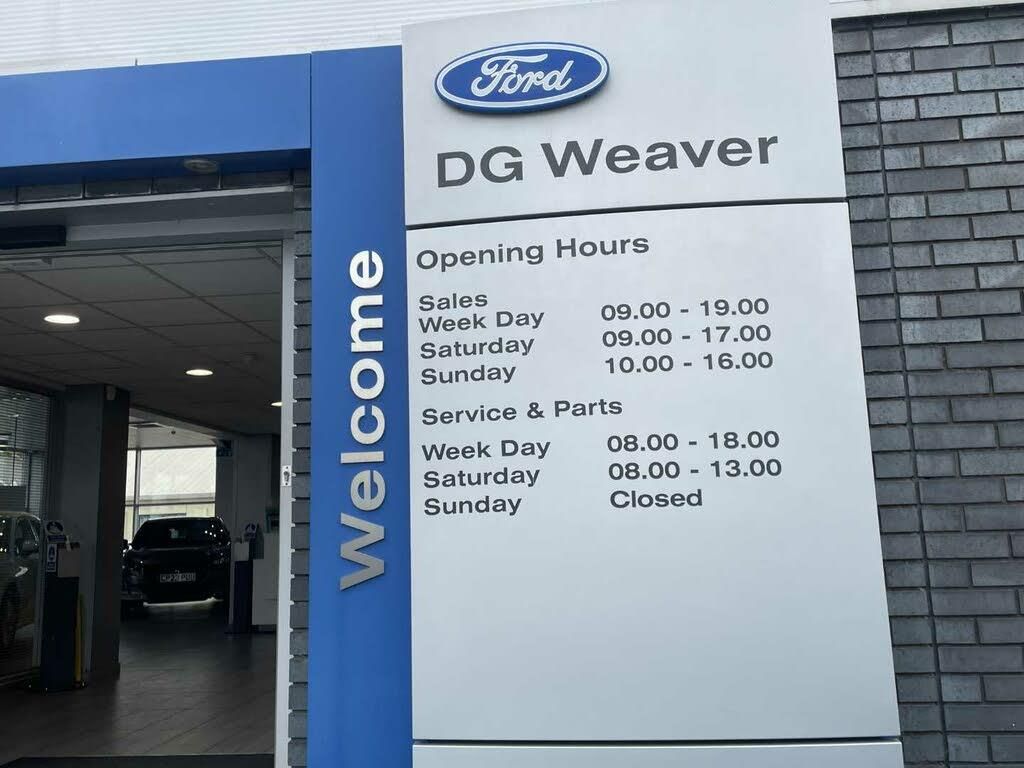 Ford
DG Weaver
Welcome
Opening Hours
Sales
Week Day 09.00 - 19.00
Saturday 09.00 - 17.00
Sunday 10.00 - 16.00
Service & Parts
Week Day 08.00 - 18.00
Saturday 08.00 - 13.00
Sunday Closed